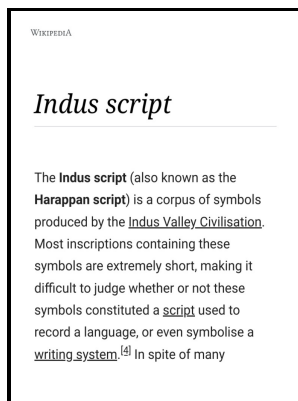 WIKIPEDIA
Indus script
The Indus script (also known as the
Harappan script) is a corpus of symbols
produced by the Indus Valley Civilisation.
Most inscriptions containing these
symbols are extremely short, making it
difficult to judge whether or not these
symbols constituted a script used to
record a language, or even symbolise a
writing system.[4] In spite of many